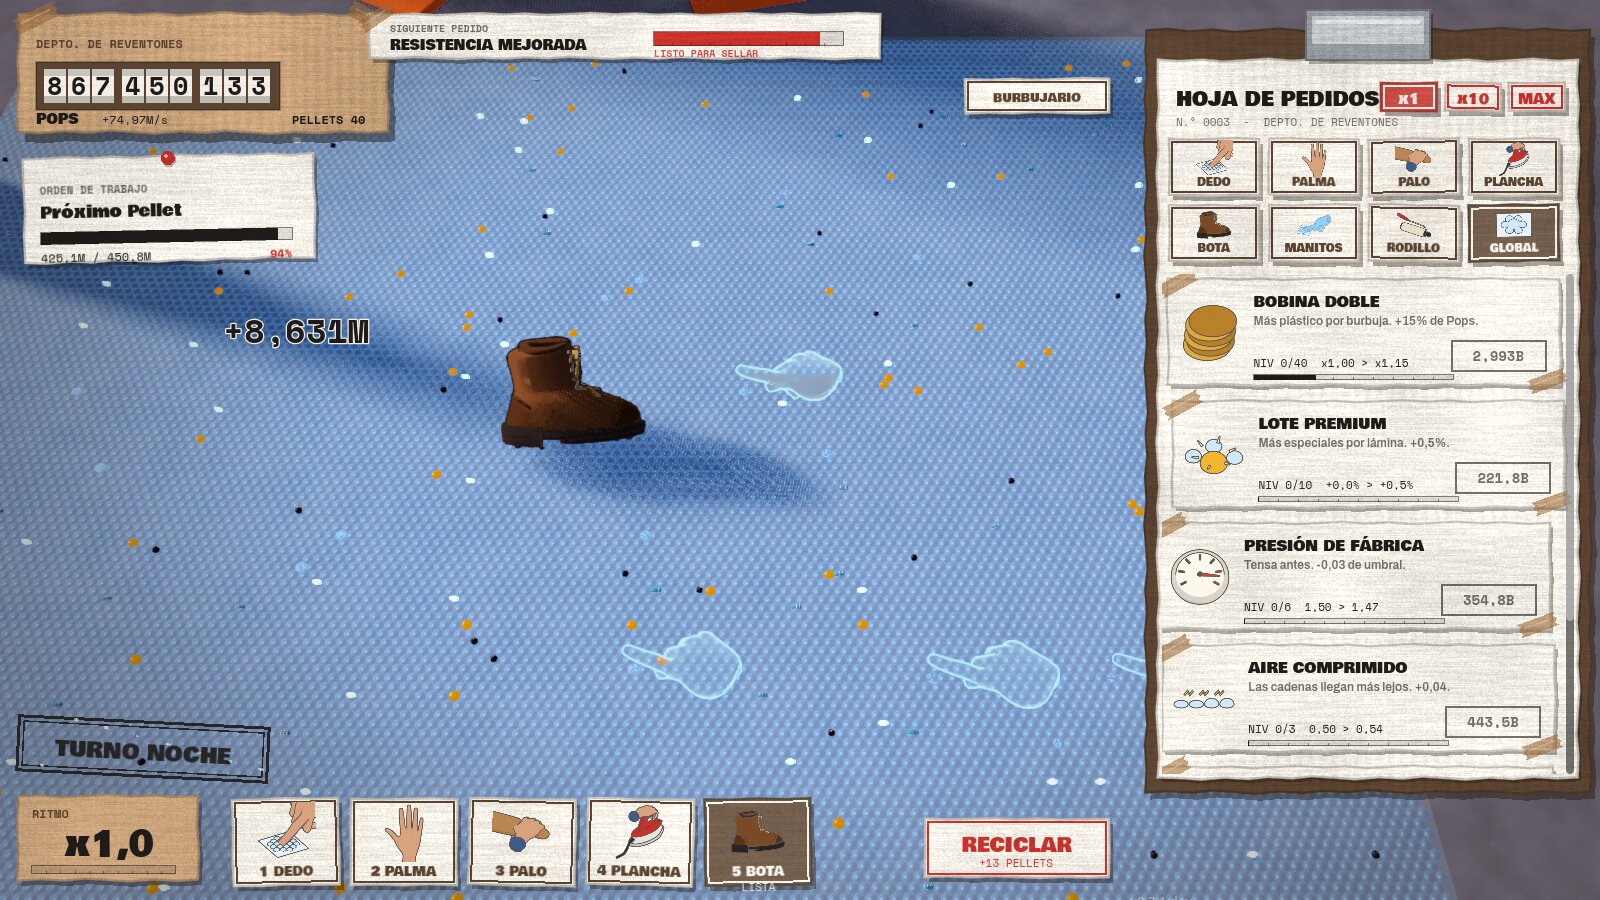 DEPTO. DE REVENTONES
867 450 133
POPS +74,97M/s PELLETS 40
SIGUIENTE PEDIDO
RESISTENCIA MEJORADA
LISTO PARA SELLAR
ORDEN DE TRABAJO
Próximo Pellet
94%
425,1M / 450,8M
+8,631M
BURBUJARIO
TURNO NOCHE
RITMO
x1,0
1 DEDO
2 PALMA
3 PALO
4 PLANCHA
5 BOTA
LISTA
RECICLAR
+13 PELLETS
HOJA DE PEDIDOS
x1
x10
MAX
N.° 0003 - DEPTO. DE REVENTONES
DEDO
PALMA
PALO
PLANCHA
BOTA
MANITOS
RODILLO
GLOBAL
BOBINA DOBLE
Más plástico por burbuja. +15% de Pops.
2,993B
NIV 0/40 x1,00 > x1,15
LOTE PREMIUM
Más especiales por lámina. +0,5%.
221,8B
NIV 0/10 +0,0% > +0,5%
PRESIÓN DE FÁBRICA
Tensa antes. -0,03 de umbral.
354,8B
NIV 0/6 1,50 > 1,47
AIRE COMPRIMIDO
Las cadenas llegan más lejos. +0,04.
443,5B
NIV 0/3 0,50 > 0,54